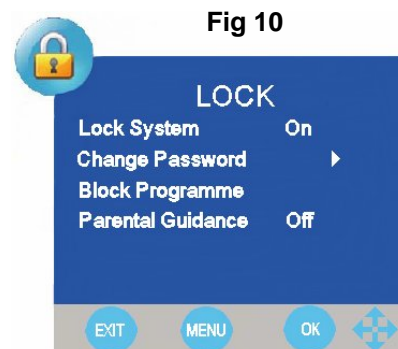 Fig 10
LOCK
Lock System On
Change Password
Block Programme
Parental Guidance Off
EXIT MENU OK